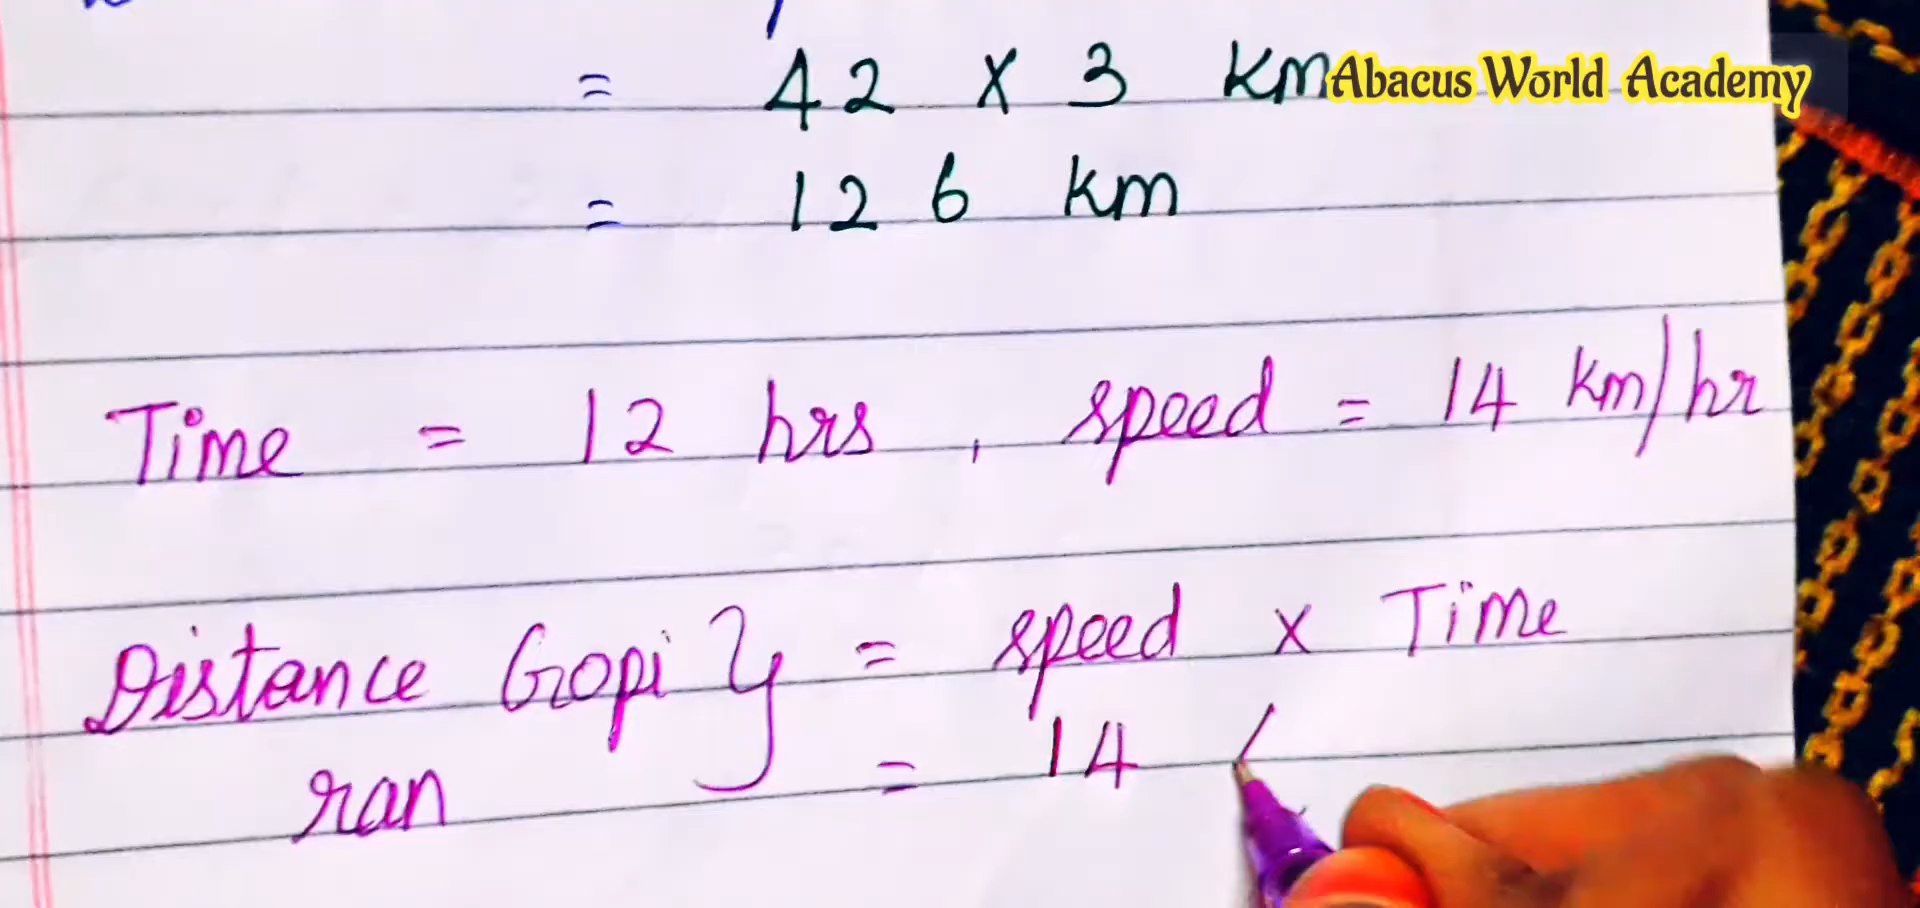 = 42 x 3 km
Abacus World Academy
= 126 km
Time = 12 hrs, speed = 14 km/hr
Distance Gopi } = speed x Time
ran = 14